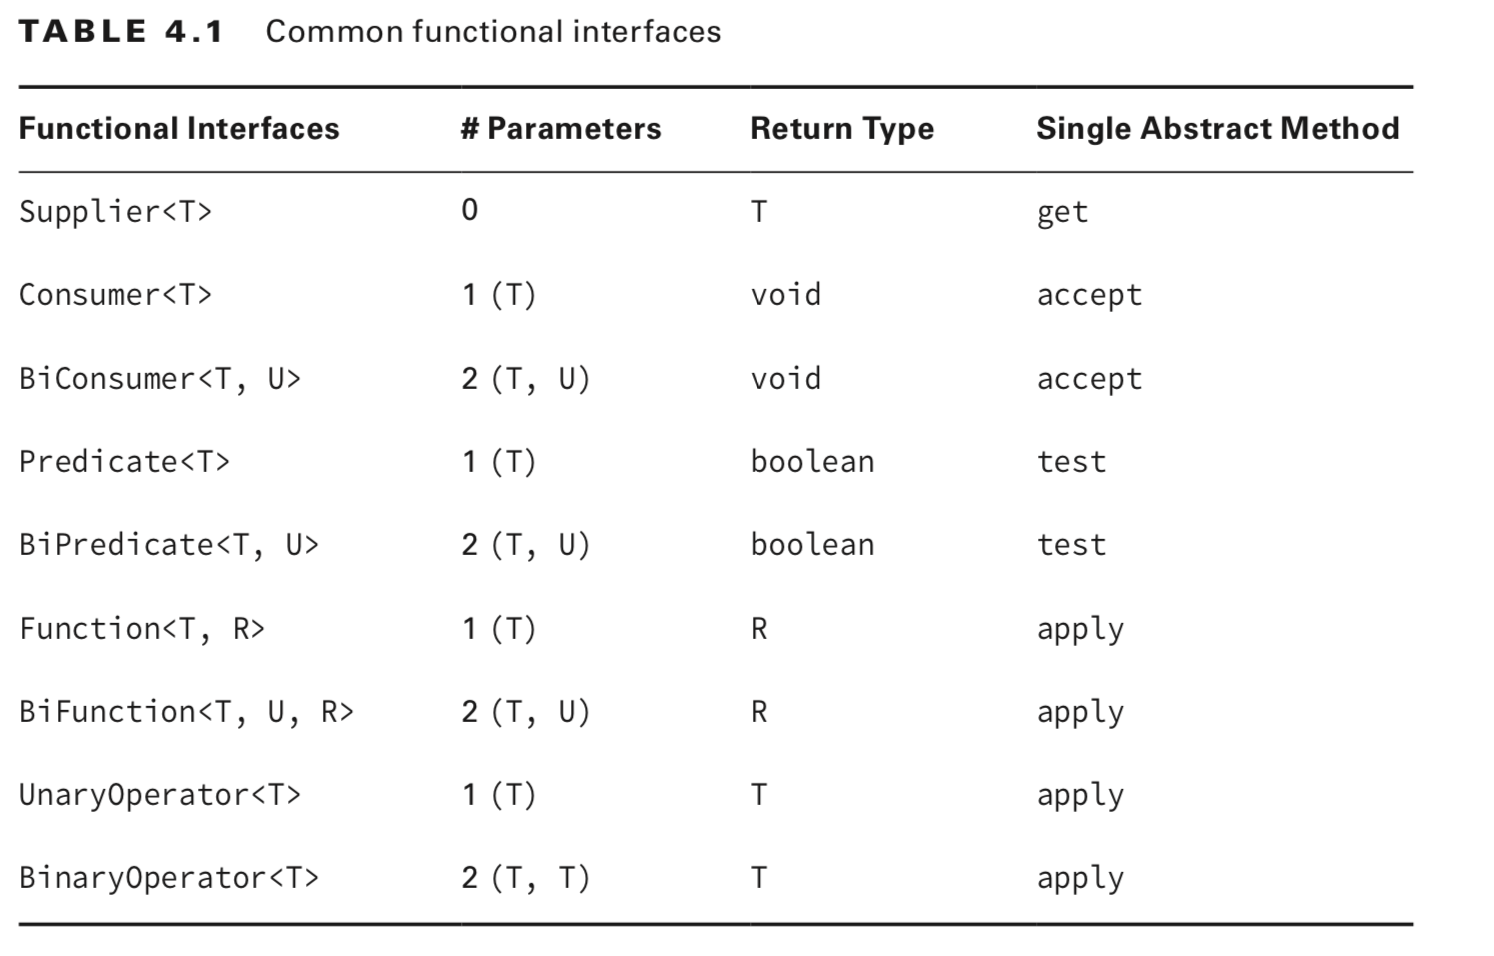 TABLE 4.1 Common functional interfaces
Functional Interfaces # Parameters Return Type Single Abstract Method
Supplier<T> 0 T get
Consumer<T> 1 (T) void accept
BiConsumer<T, U> 2 (T, U) void accept
Predicate<T> 1 (T) boolean test
BiPredicate<T, U> 2 (T, U) boolean test
Function<T, R> 1 (T) R apply
BiFunction<T, U, R> 2 (T, U) R apply
UnaryOperator<T> 1 (T) T apply
BinaryOperator<T> 2 (T, T) T apply